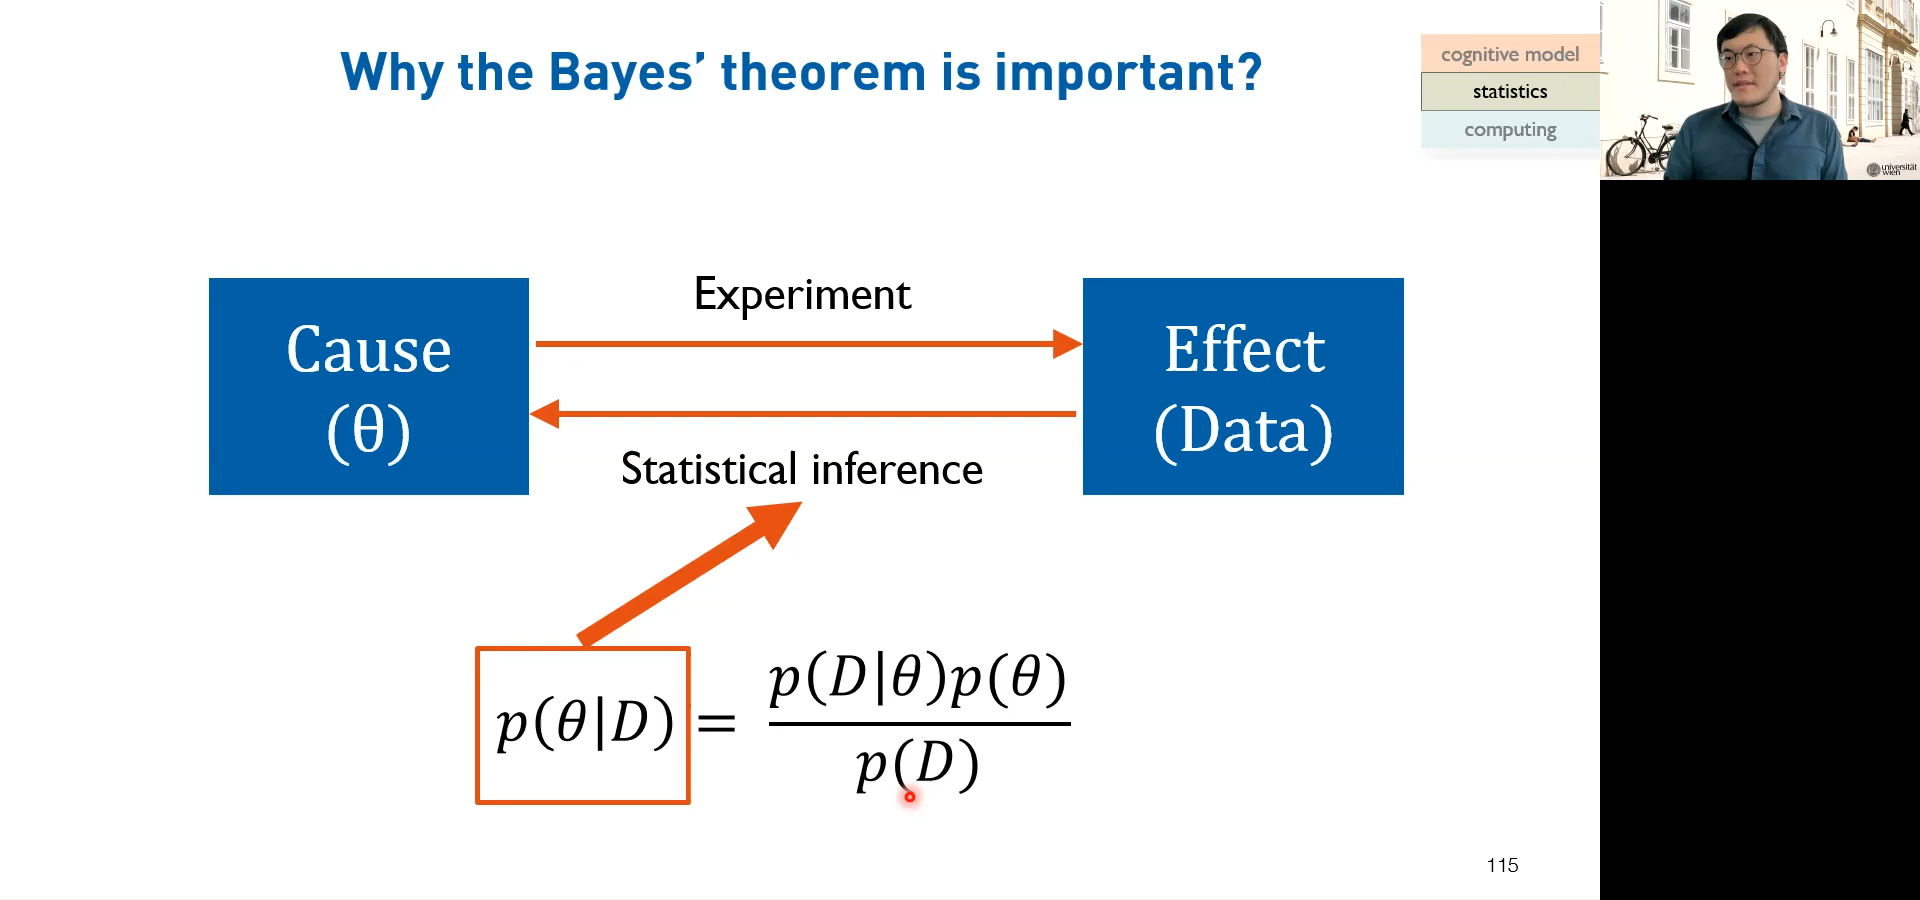 Why the Bayes’ theorem is important?
cognitive model
statistics
computing
universität
wien
Cause
(θ)
Experiment
Statistical inference
Effect
(Data)
p(θ|D) = p(D|θ)p(θ)
p(D)
115